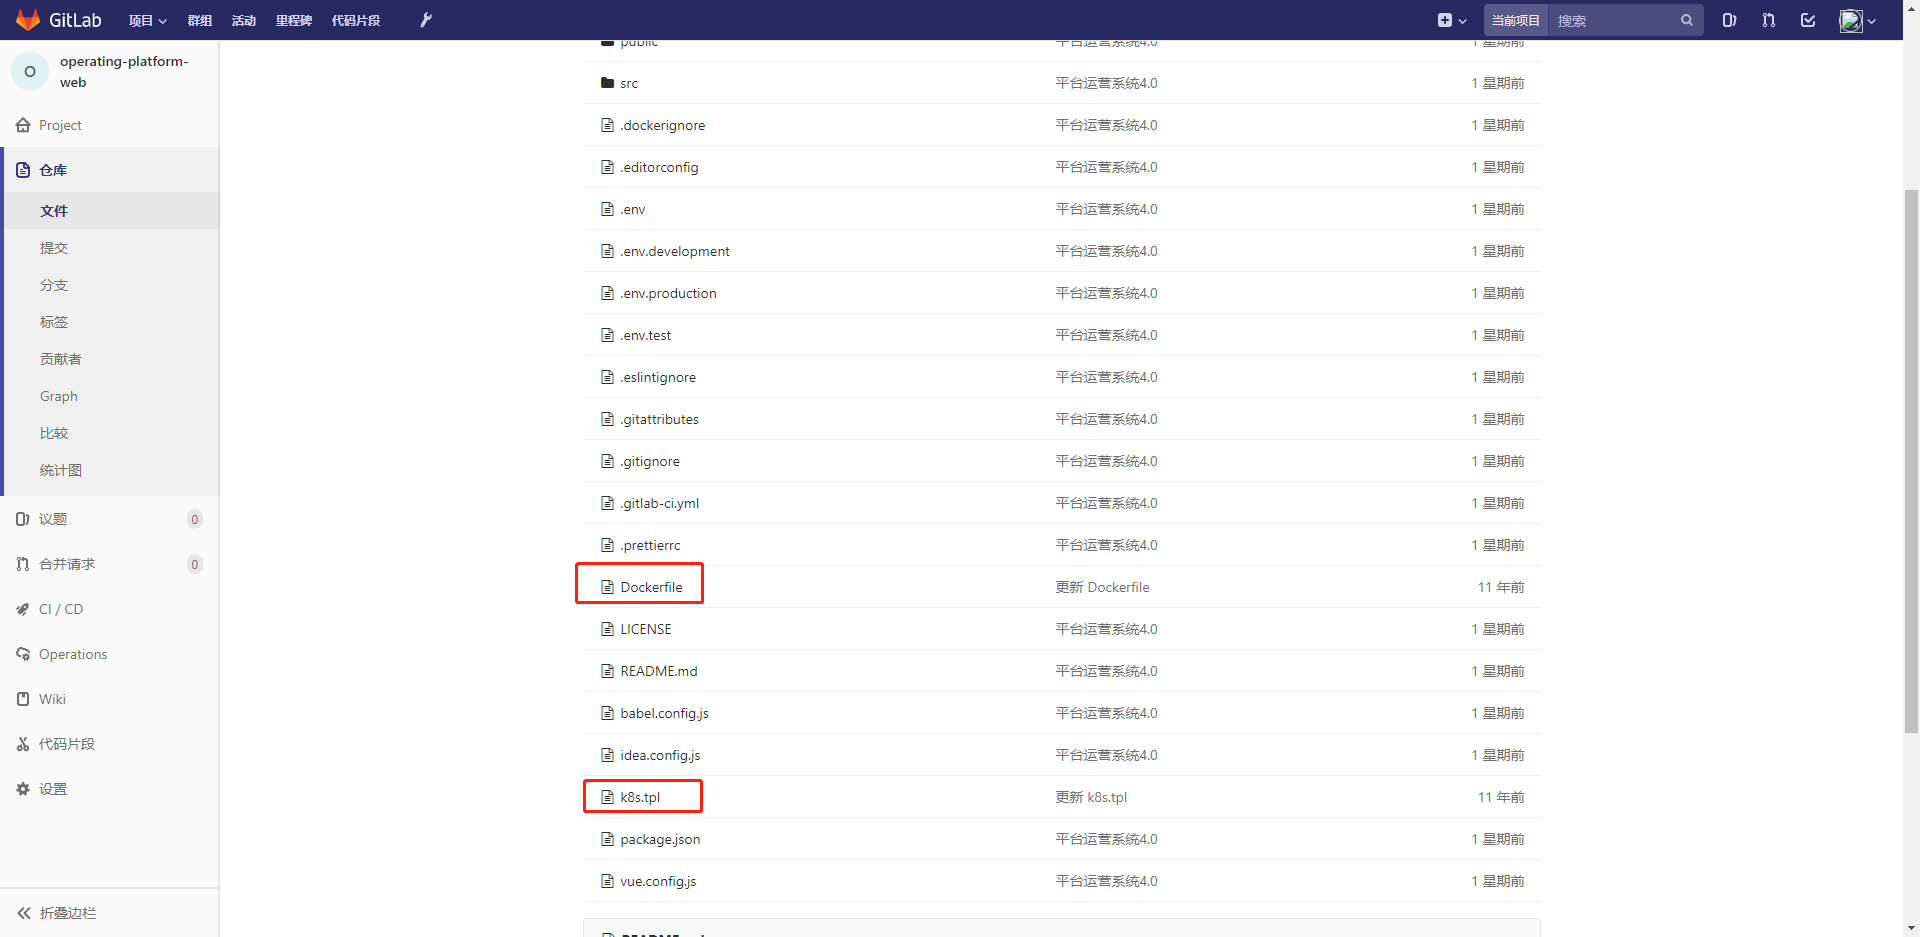 GitLab 项目 群组 活动 里程碑 代码片段 当前项目 搜索
operating-platform-
web
O
Project
仓库
文件
提交
分支
标签
贡献者
Graph
比较
统计图
议题 0
合并请求 0
CI / CD
Operations
Wiki
代码片段
设置
折叠边栏
public 平台运营系统4.0 1 星期前
src 平台运营系统4.0 1 星期前
.dockerignore 平台运营系统4.0 1 星期前
.editorconfig 平台运营系统4.0 1 星期前
.env 平台运营系统4.0 1 星期前
.env.development 平台运营系统4.0 1 星期前
.env.production 平台运营系统4.0 1 星期前
.env.test 平台运营系统4.0 1 星期前
.eslintignore 平台运营系统4.0 1 星期前
.gitattributes 平台运营系统4.0 1 星期前
.gitignore 平台运营系统4.0 1 星期前
.gitlab-ci.yml 平台运营系统4.0 1 星期前
.prettierrc 平台运营系统4.0 1 星期前
Dockerfile 更新 Dockerfile 11 年前
LICENSE 平台运营系统4.0 1 星期前
README.md 平台运营系统4.0 1 星期前
babel.config.js 平台运营系统4.0 1 星期前
idea.config.js 平台运营系统4.0 1 星期前
k8s.tpl 更新 k8s.tpl 11 年前
package.json 平台运营系统4.0 1 星期前
vue.config.js 平台运营系统4.0 1 星期前